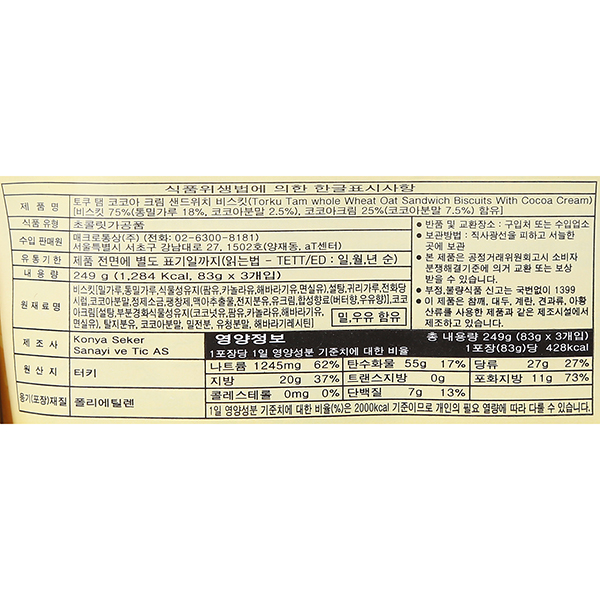 식품위생법에 의한 한글표시사항
제 품 명 토쿠 탬 코코아 크림 샌드위치 비스킷(Torku Tam whole Wheat Oat Sandwich Biscuits With Cocoa Cream)
[비스킷 75%(통밀가루 18%, 코코아분말 2.5%), 코코아크림 25%(코코아분말 7.5%) 함유]
식품 유형 초콜릿가공품
수입 판매원 매크로통상(주) (전화: 02-6300-8181)
서울특별시 서초구 강남대로 27, 1502호(양재동, aT센터)
유 통 기 한 제품 전면에 별도 표기일까지(읽는법 - TETT/ED : 일,월,년 순)
내 용 량 249 g (1,284 Kcal, 83g x 3개입)
원 재 료 명 비스킷[밀가루,통밀가루,식물성유지(팜유,카놀라유,해바라기유,면실유),설탕,귀리가루,전화당
시럽,코코아분말,정제소금,팽창제,맥아추출물,전지분유,유크림,합성향료(버터향,우유향)],코코
아크림[설탕,부분경화식물성유지(코코넛유,팜유,카놀라유,해바라기유,
면실유),탈지분유,코코아분말,밀전분,유청분말,해바라기레시틴]
밀,우유 함유
• 반품 및 교환장소 : 구입처 또는 수입업소
• 보관방법 : 직사광선을 피하고 서늘한
곳에 보관
• 본 제품은 공정거래위원회고시 소비자
분쟁해결기준에 의거 교환 또는 보상
받을 수 있습니다.
• 부정,불량식품 신고는 국번없이 1399
• 이 제품은 참깨, 대두, 계란, 견과류, 아황
산류를 사용한 제품과 같은 제조시설에서
제조하고 있습니다.
제 조 사 Konya Seker
Sanayi ve Tic AS
원 산 지 터키
용기(포장)재질 폴리에틸렌
영양정보 총 내용량 249g (83g x 3개입)
1포장당 1일 영양성분 기준치에 대한 비율 1포장(83g)당 428kcal
나트륨 1245mg 62% 탄수화물 55g 17% 당류 27g 27%
지방 20g 37% 트랜스지방 0g 포화지방 11g 73%
콜레스테롤 0mg 0% 단백질 7g 13%
1일 영양성분 기준치에 대한 비율(%)은 2000kcal 기준이므로 개인의 필요 열량에 따라 다를 수 있습니다.